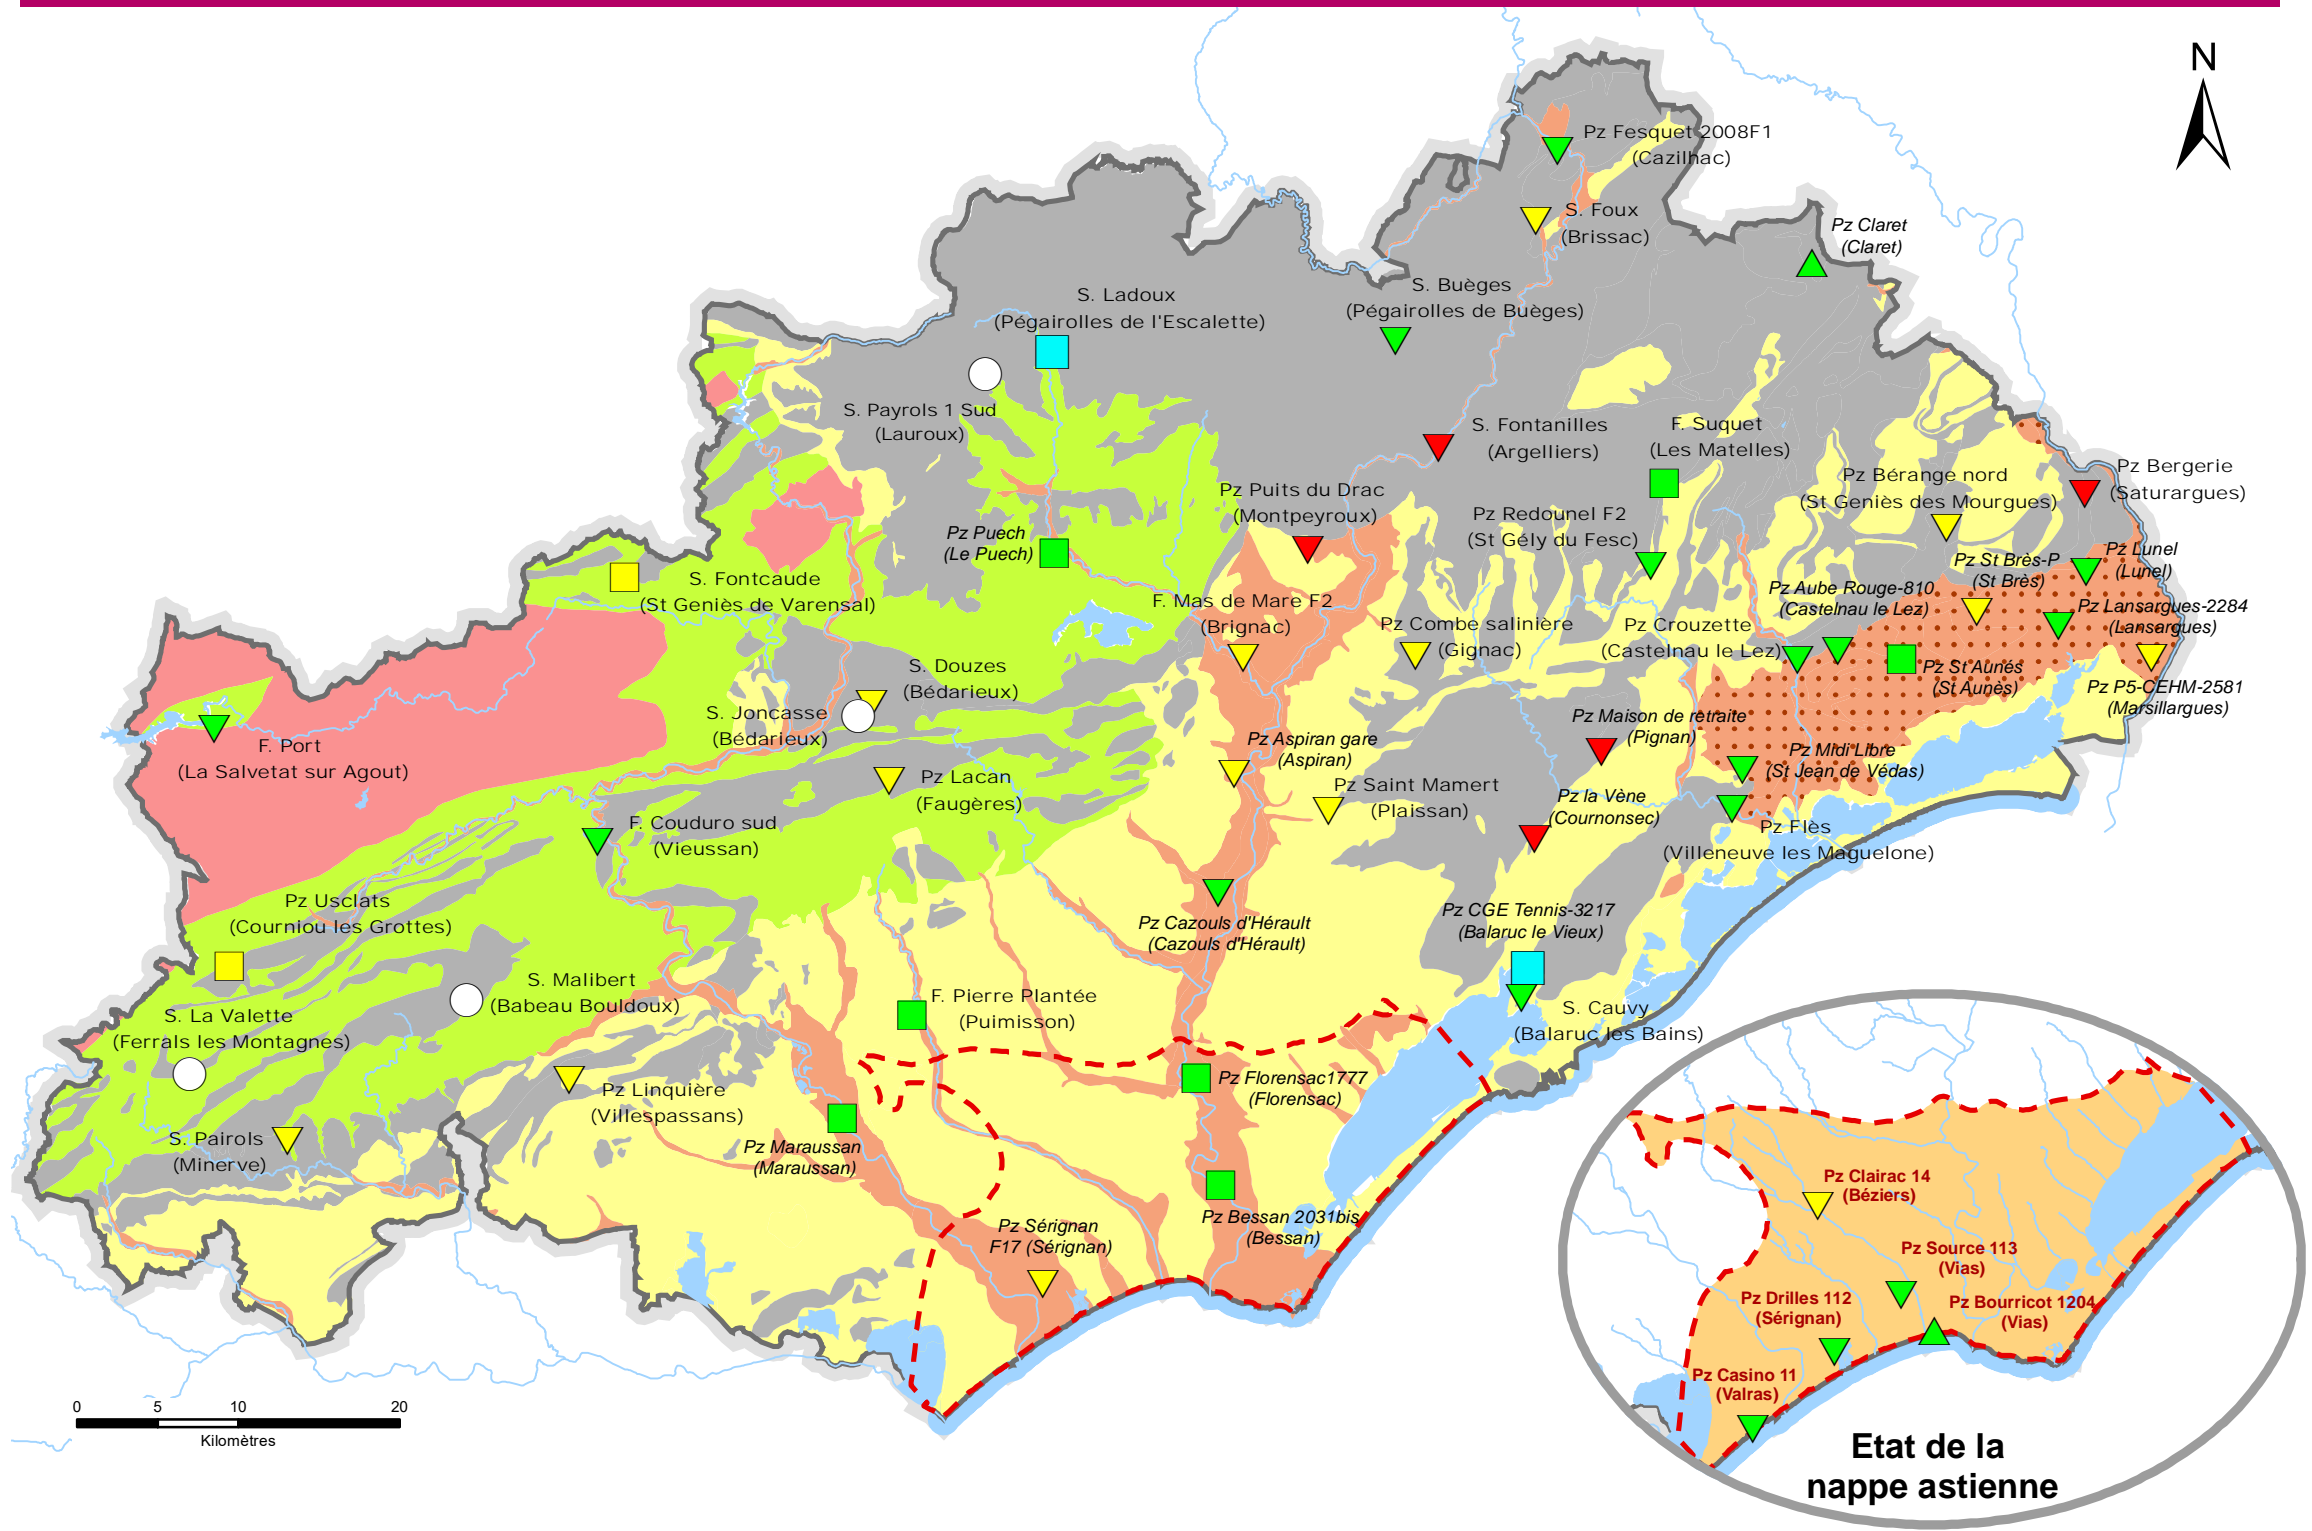 N
Pz Fesquet 2008F1
(Cazilhac)
S. Foux
(Brissac)
Pz Claret
(Claret)
S. Ladoux
(Pégairolles de l'Escalette)
S. Buèges
(Pégairolles de Buèges)
S. Payrols 1 Sud
(Lauroux)
S. Fontanilles
(Argelliers)
F. Suquet
(Les Matelles)
Pz Bérange nord
(St Geniès des Mourgues)
Pz Bergerie
(Saturargues)
Pz Puits du Drac
(Montpeyroux)
Pz Redounel F2
(St Gély du Fesc)
Pz Puech
(Le Puech)
Pz St Brès-P
(St Brès)
Pz Lunel
(Lunel)
S. Fontcaude
(St Geniès de Varensal)
Pz Aube Rouge-810
(Castelnau le Lez)
F. Mas de Mare F2
(Brignac)
Pz Combe salinière
(Gignac)
Pz Crouzette
(Castelnau le Lez)
Pz Lansargues-2284
(Lansargues)
S. Douzes
(Bédarieux)
Pz St Aunés
(St Aunès)
Pz P5-CEHM-2581
(Marsillargues)
S. Joncasse
(Bédarieux)
Pz Maison de retraite
(Pignan)
F. Port
(La Salvetat sur Agout)
Pz Aspiran gare
(Aspiran)
Pz Midi Libre
(St Jean de Védas)
Pz Lacan
(Faugères)
Pz Saint Mamert
(Plaissan)
Pz la Vène
(Cournonsec)
F. Couduro sud
(Vieussan)
Pz Flès
(Villeneuve les Maguelone)
Pz Usclats
(Courniou les Grottes)
Pz Cazouls d'Hérault
(Cazouls d'Hérault)
Pz CGE Tennis-3217
(Balaruc le Vieux)
S. Malibert
(Babeau Bouldoux)
F. Pierre Plantée
(Puimisson)
S. Cauvy
(Balaruc les Bains)
S. La Valette
(Ferrals les Montagnes)
Pz Linquière
(Villespassans)
Pz Florensac1777
(Florensac)
S. Pairols
(Minerve)
Pz Maraussan
(Maraussan)
Pz Bessan 2031bis
(Bessan)
Pz Sérignan
F17 (Sérignan)
Pz Clairac 14
(Béziers)
Pz Source 113
(Vias)
Pz Drilles 112
(Sérignan)
Pz Bourricot 1204
(Vias)
Pz Casino 11
(Valras)
0 5 10 20
Kilomètres
Etat de la
nappe astienne